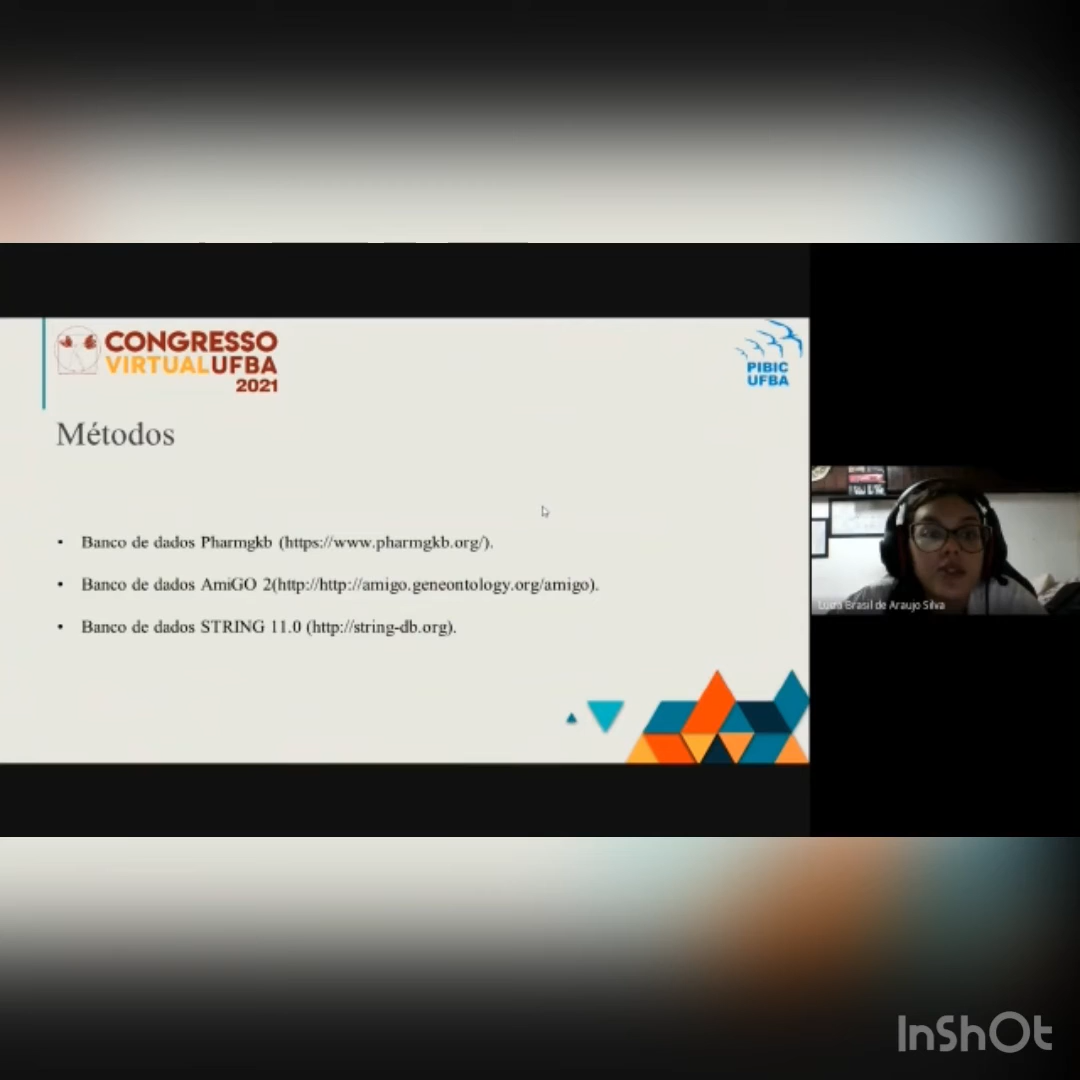 CONGRESSO
VIRTUALUFBA
2021
PIBIC
UFBA
Métodos
• Banco de dados Pharmgkb (https://www.pharmgkb.org/).
• Banco de dados AmiGO 2(http://http://amigo.geneontology.org/amigo).
• Banco de dados STRING 11.0 (http://string-db.org).
Brasil de Araujo Silva
InShOt